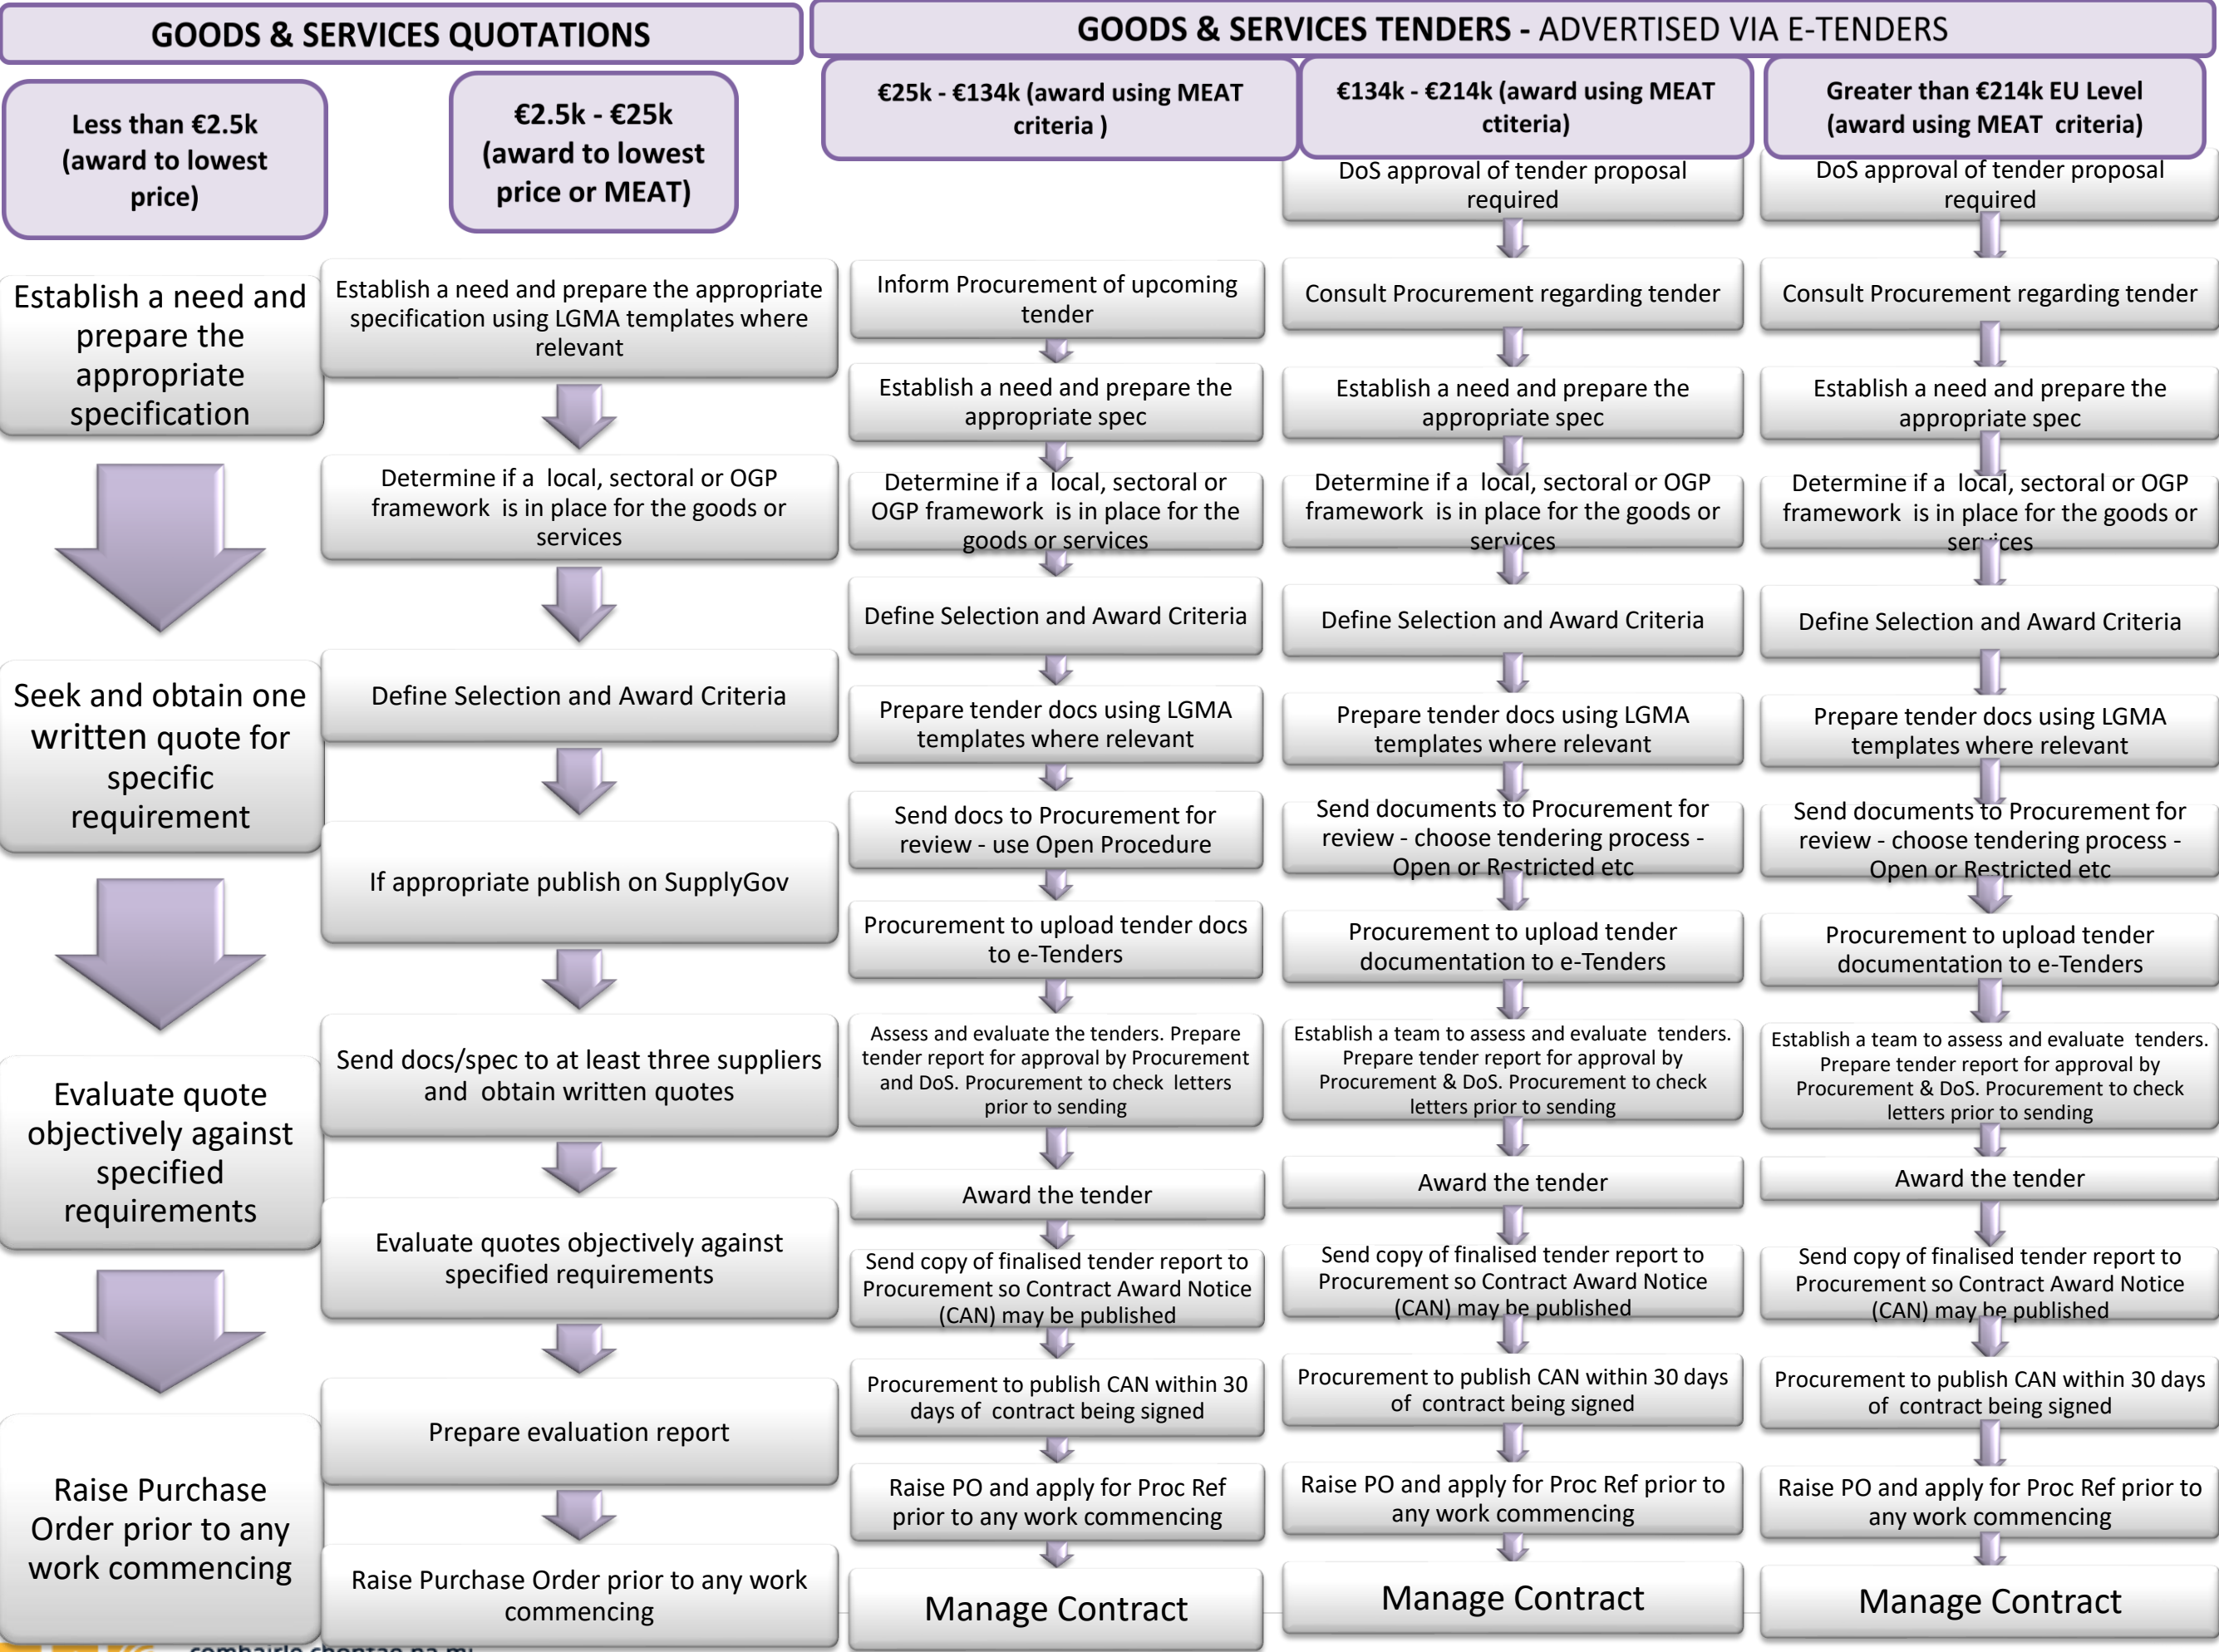 GOODS & SERVICES QUOTATIONS
Less than €2.5k
(award to lowest
price)
Establish a need and
prepare the
appropriate
specification
Seek and obtain one
written quote for
specific
requirement
Evaluate quote
objectively against
specified
requirements
Raise Purchase
Order prior to any
work commencing
€2.5k - €25k
(award to lowest
price or MEAT)
Establish a need and prepare the appropriate
specification using LGMA templates where
relevant
Determine if a local, sectoral or OGP
framework is in place for the goods or
services
Define Selection and Award Criteria
If appropriate publish on SupplyGov
Send docs/spec to at least three suppliers
and obtain written quotes
Evaluate quotes objectively against
specified requirements
Prepare evaluation report
Raise Purchase Order prior to any work
commencing
GOODS & SERVICES TENDERS - ADVERTISED VIA E-TENDERS
€25k - €134k (award using MEAT
criteria )
Inform Procurement of upcoming
tender
Establish a need and prepare the
appropriate spec
Determine if a local, sectoral or
OGP framework is in place for the
goods or services
Define Selection and Award Criteria
Prepare tender docs using LGMA
templates where relevant
Send docs to Procurement for
review - use Open Procedure
Procurement to upload tender docs
to e-Tenders
Assess and evaluate the tenders. Prepare
tender report for approval by Procurement
and DoS. Procurement to check letters
prior to sending
Award the tender
Send copy of finalised tender report to
Procurement so Contract Award Notice
(CAN) may be published
Procurement to publish CAN within 30
days of contract being signed
Raise PO and apply for Proc Ref
prior to any work commencing
Manage Contract
€134k - €214k (award using MEAT
ctiteria)
DoS approval of tender proposal
required
Consult Procurement regarding tender
Establish a need and prepare the
appropriate spec
Determine if a local, sectoral or OGP
framework is in place for the goods or
services
Define Selection and Award Criteria
Prepare tender docs using LGMA
templates where relevant
Send documents to Procurement for
review - choose tendering process -
Open or Restricted etc
Procurement to upload tender
documentation to e-Tenders
Establish a team to assess and evaluate tenders.
Prepare tender report for approval by
Procurement & DoS. Procurement to check
letters prior to sending
Award the tender
Send copy of finalised tender report to
Procurement so Contract Award Notice
(CAN) may be published
Procurement to publish CAN within 30 days
of contract being signed
Raise PO and apply for Proc Ref prior to
any work commencing
Manage Contract
Greater than €214k EU Level
(award using MEAT criteria)
DoS approval of tender proposal
required
Consult Procurement regarding tender
Establish a need and prepare the
appropriate spec
Determine if a local, sectoral or OGP
framework is in place for the goods or
services
Define Selection and Award Criteria
Prepare tender docs using LGMA
templates where relevant
Send documents to Procurement for
review - choose tendering process -
Open or Restricted etc
Procurement to upload tender
documentation to e-Tenders
Establish a team to assess and evaluate tenders.
Prepare tender report for approval by
Procurement & DoS. Procurement to check
letters prior to sending
Award the tender
Send copy of finalised tender report to
Procurement so Contract Award Notice
(CAN) may be published
Procurement to publish CAN within 30 days
of contract being signed
Raise PO and apply for Proc Ref prior to
any work commencing
Manage Contract